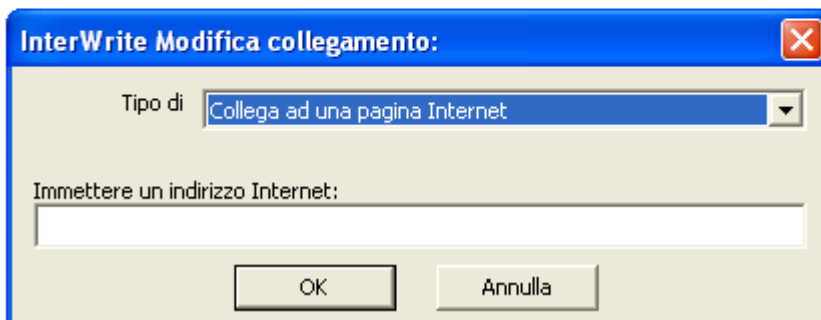 InterWrite Modifica collegamento:
Tipo di Collega ad una pagina Internet
Immettere un indirizzo Internet:
OK Annulla